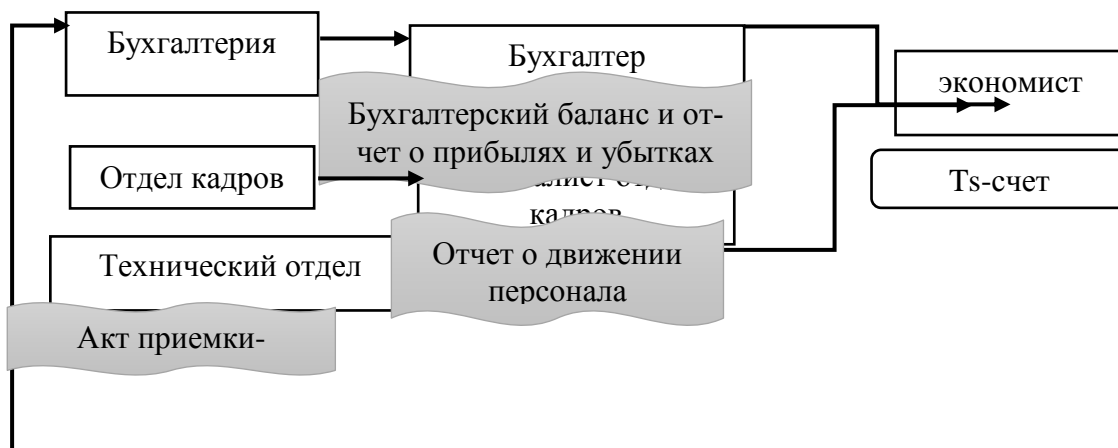 Бухгалтерия
Бухгалтер
экономист
Бухгалтерский баланс и от-
чет о прибылях и убытках
Отдел кадров
кадров
Ts-счет
Технический отдел
Отчет о движении
персонала
Акт приемки-